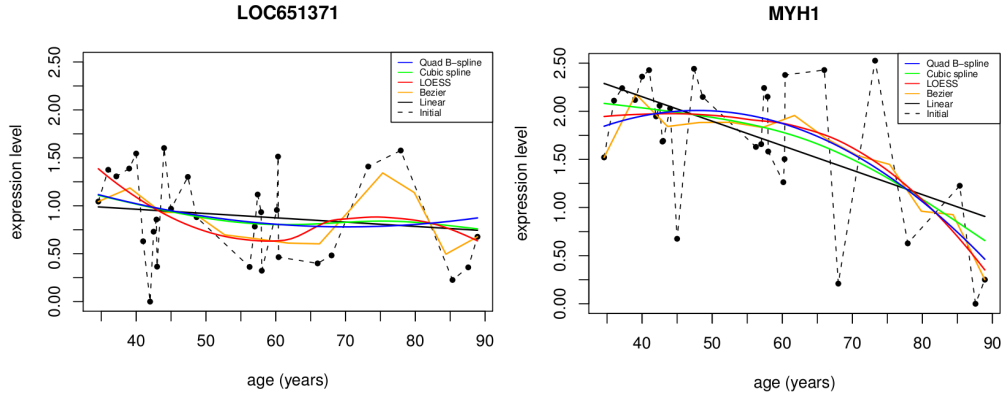 LOC651371
expression level
0.00 0.50 1.00 1.50 2.00 2.50
Quad B-spline
Cubic spline
LOESS
Bezier
Linear
Initial
40 50 60 70 80 90
age (years)
MYH1
expression level
0.00 0.50 1.00 1.50 2.00 2.50
Quad B-spline
Cubic spline
LOESS
Bezier
Linear
Initial
40 50 60 70 80 90
age (years)